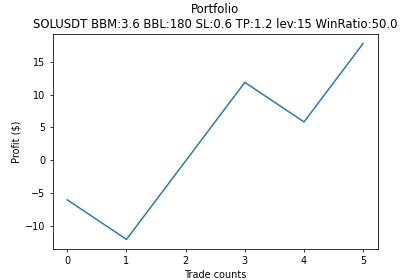 Portfolio
SOLUSDT BBM:3.6 BBL:180 SL:0.6 TP:1.2 lev:15 WinRatio:50.0
15
10
5
0
−5
−10
Profit ($)
0 1 2 3 4 5
Trade counts